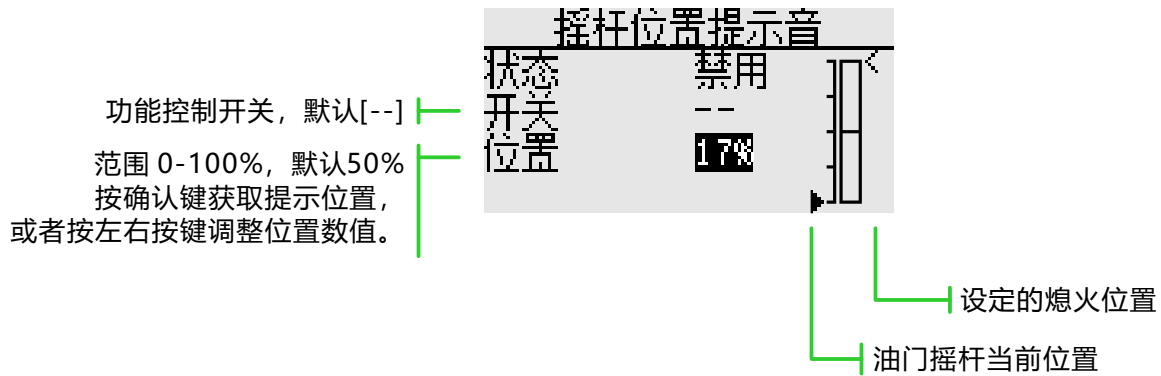 摇杆位置提示音
状态 禁用
开关 --
位置 17%
功能控制开关，默认[--]
范围 0-100%，默认50%
按确认键获取提示位置，
或者按左右按键调整位置数值。
设定的熄火位置
油门摇杆当前位置